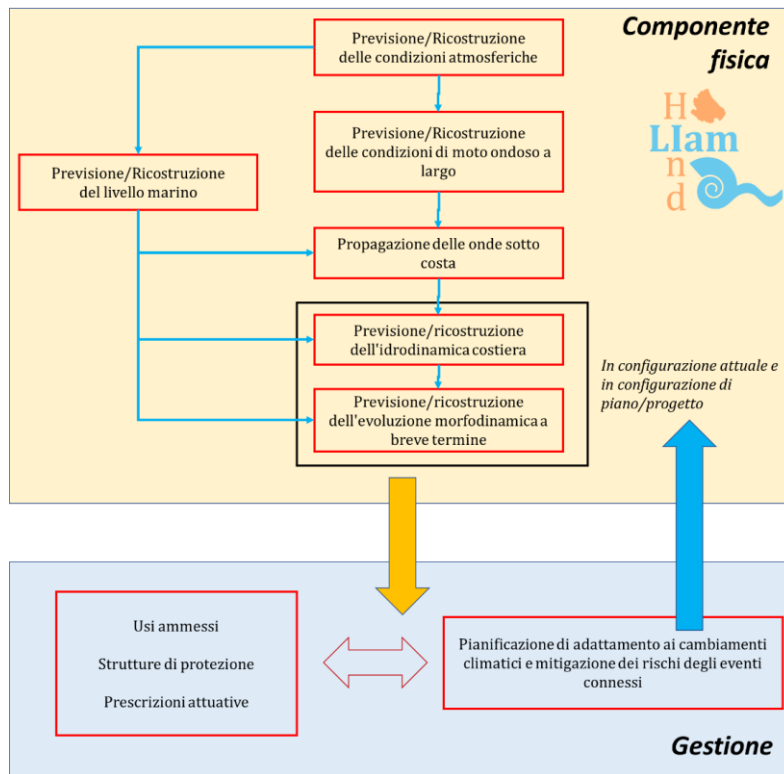 Componente
fisica
Previsione/Ricostruzione
delle condizioni atmosferiche
H
LIam
n
d
Previsione/Ricostruzione
delle condizioni di moto ondoso a
largo
Previsione/Ricostruzione
del livello marino
Propagazione delle onde sotto
costa
Previsione/ricostruzione
dell'idrodinamica costiera
Previsione/ricostruzione
dell'evoluzione morfodinamica a
breve termine
In configurazione attuale e
in configurazione di
piano/progetto
Usi ammessi
Strutture di protezione
Prescrizioni attuative
Pianificazione di adattamento ai cambiamenti
climatici e mitigazione dei rischi degli eventi
connessi
Gestione